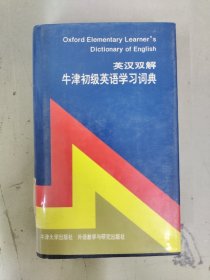 Oxford Elementary Learner's
Dictionary of English
英汉双解
牛津初级英语学习词典
牛津大学出版社 外语教学与研究出版社